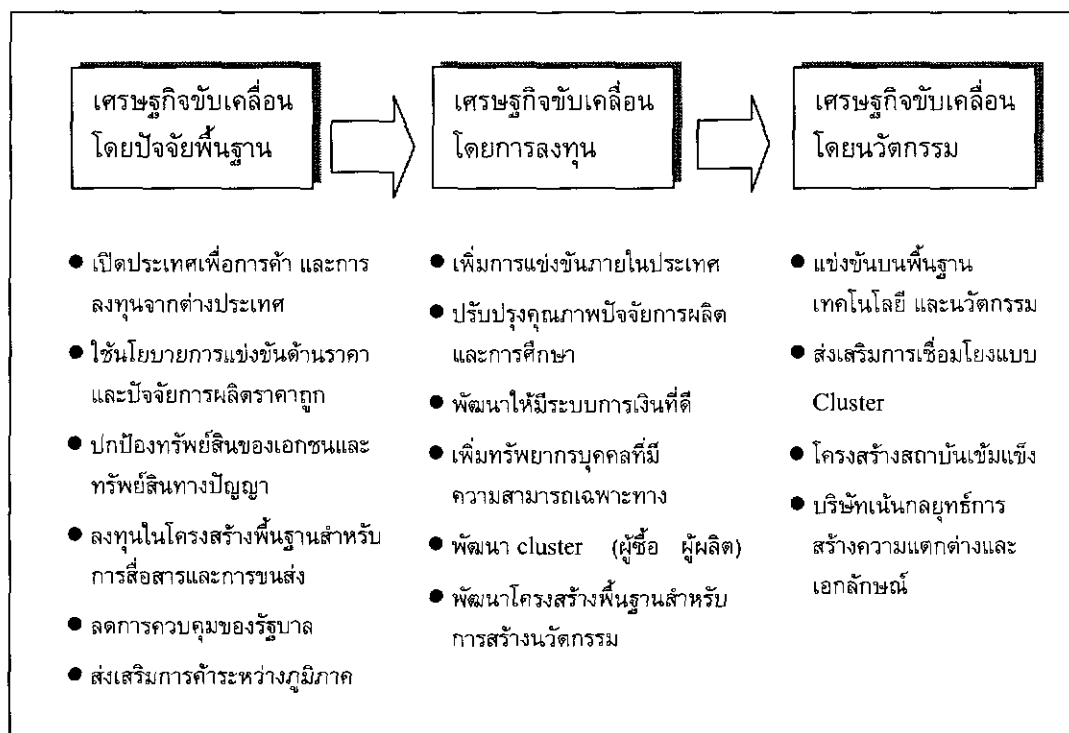 เศรษฐกิจขับเคลื่อน
โดยปัจจัยพื้นฐาน
เศรษฐกิจขับเคลื่อน
โดยการลงทุน
เศรษฐกิจขับเคลื่อน
โดยนวัตกรรม
● เปิดประเทศเพื่อการค้า และการ
ลงทุนจากต่างประเทศ
● ใช้นโยบายการแข่งขันด้านราคา
และปัจจัยการผลิตราคาถูก
● ปกป้องทรัพย์สินของเอกชนและ
ทรัพย์สินทางปัญญา
● ลงทุนในโครงสร้างพื้นฐานสำหรับ
การสื่อสารและการขนส่ง
● ลดการควบคุมของรัฐบาล
● ส่งเสริมการค้าระหว่างภูมิภาค
● เพิ่มการแข่งขันภายในประเทศ
● ปรับปรุงคุณภาพปัจจัยการผลิต
และการศึกษา
● พัฒนาให้มีระบบการเงินที่ดี
● เพิ่มทรัพยากรบุคคลที่มี
ความสามารถเฉพาะทาง
● พัฒนา cluster (ผู้ซื้อ ผู้ผลิต)
● พัฒนาโครงสร้างพื้นฐานสำหรับ
การสร้างนวัตกรรม
● แข่งขันบนพื้นฐาน
เทคโนโลยี และนวัตกรรม
● ส่งเสริมการเชื่อมโยงแบบ
Cluster
● โครงสร้างสถาบันเข้มแข็ง
● บริษัทเน้นกลยุทธ์การ
สร้างความแตกต่างและ
เอกลักษณ์